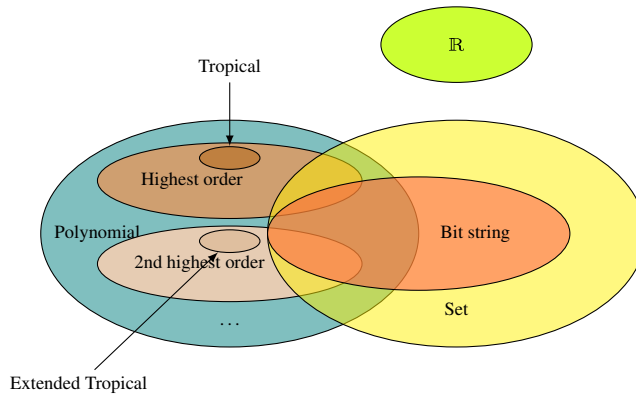 ℝ
Tropical
Highest order
Polynomial
Bit string
2nd highest order
Set
...
Extended Tropical